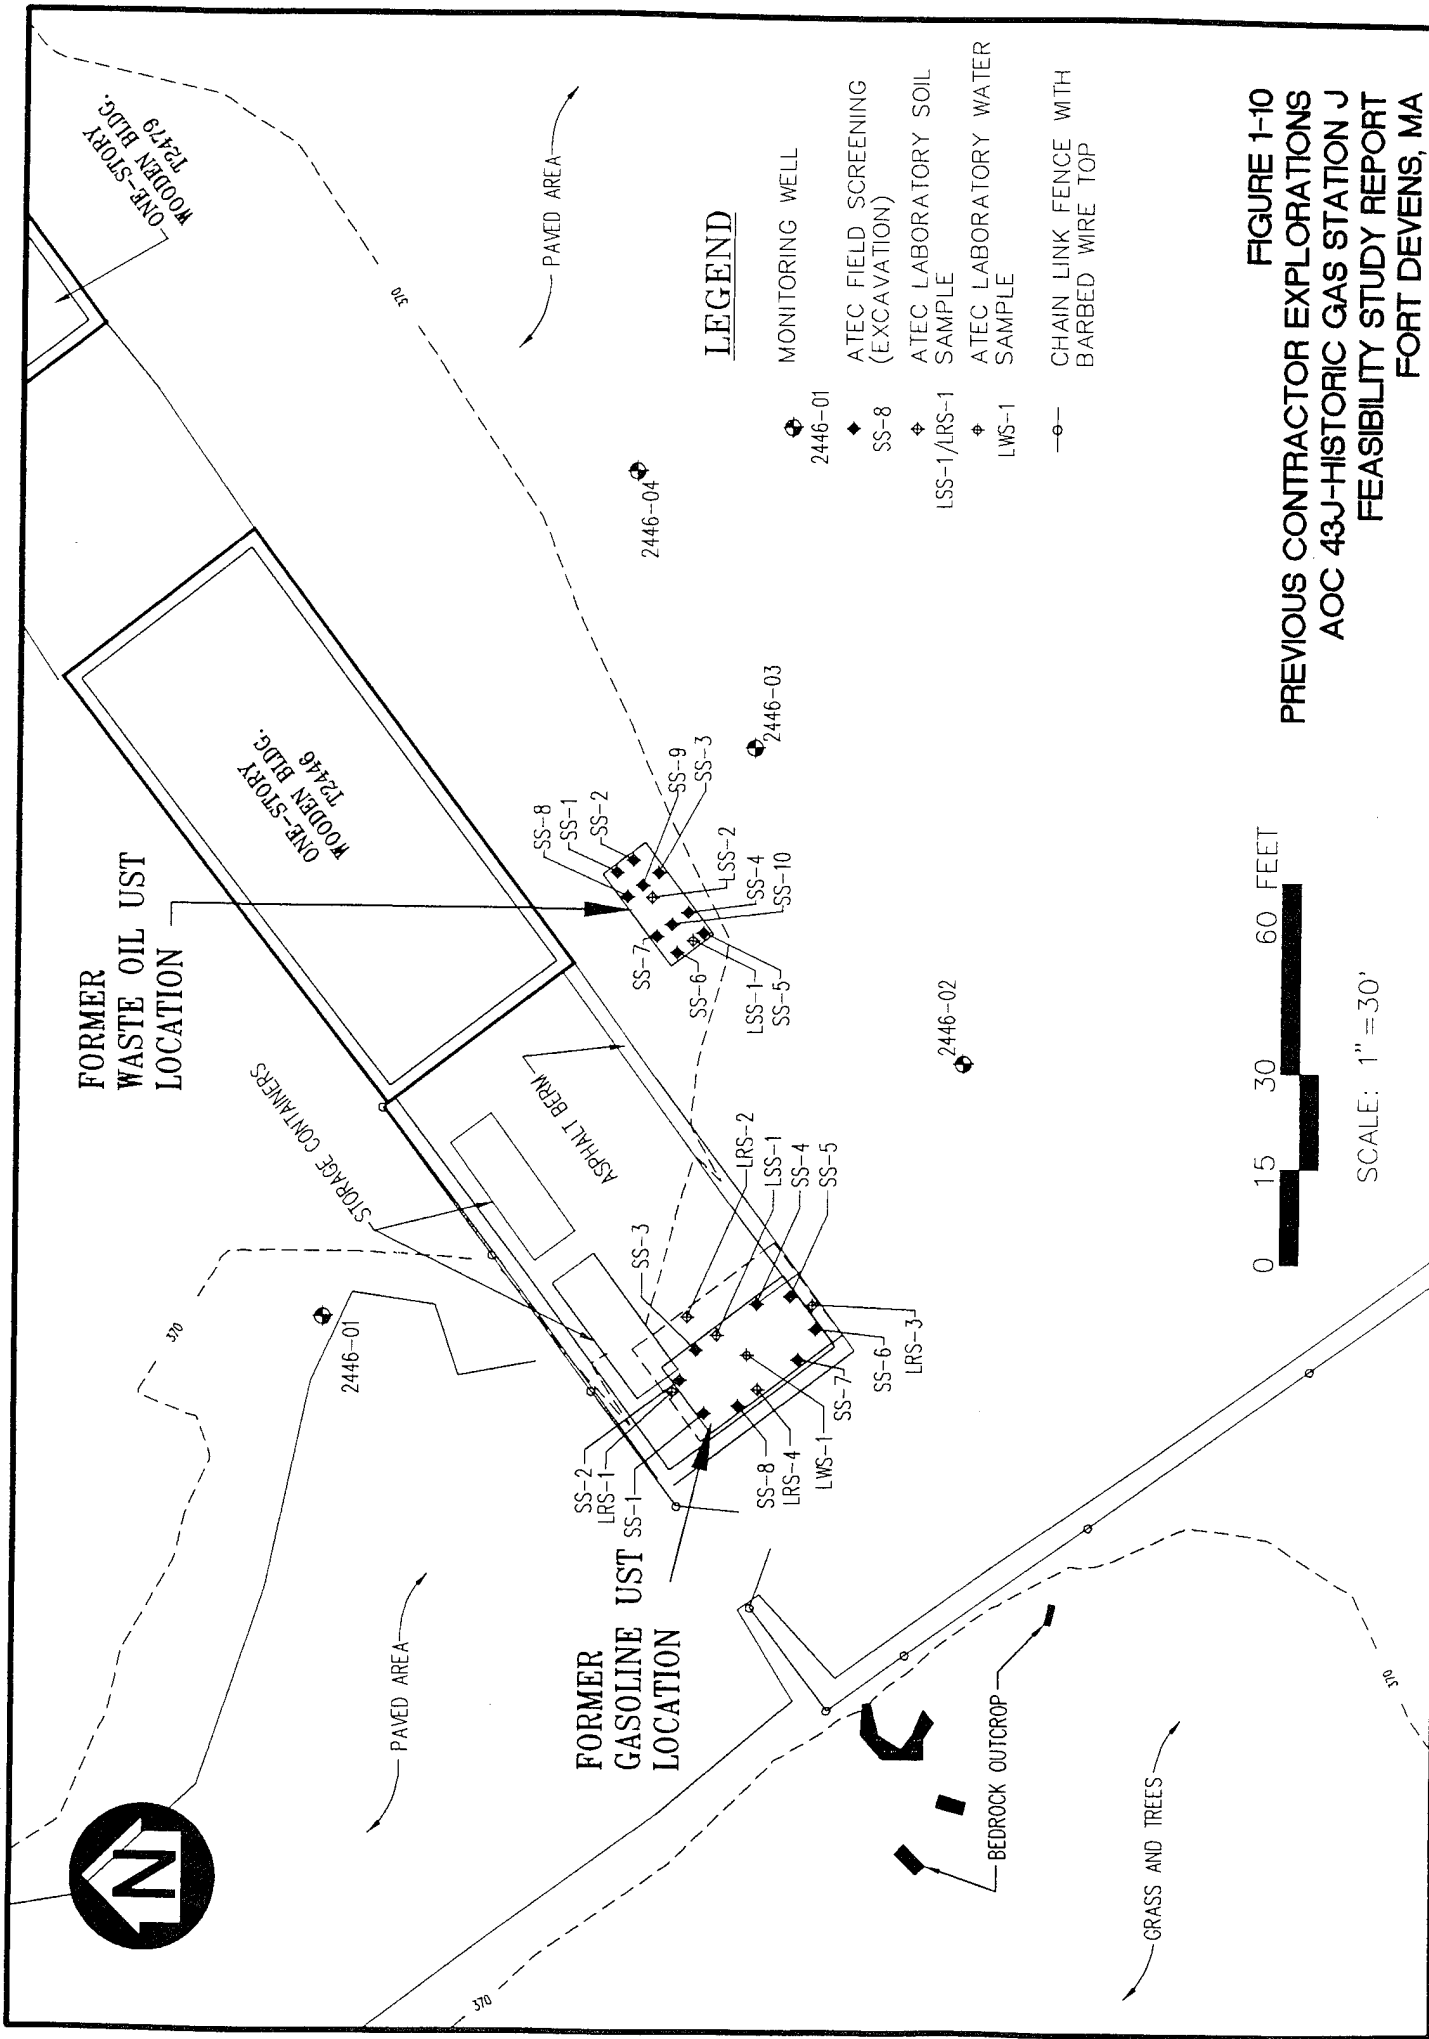 ONE-STORY
WOODEN BLDG.
T2479
PAVED AREA
370
ONE-STORY
WOODEN BLDG.
T2446
FORMER
WASTE OIL UST
LOCATION
STORAGE CONTAINERS
ASPHALT BERM
370
2446-01
2446-04
2446-03
2446-02
SS-8
SS-1
SS-2
SS-9
SS-3
LSS-2
SS-4
SS-10
SS-7
SS-6
LSS-1
SS-5
SS-3
LRS-2
LSS-1
SS-4
SS-5
SS-2
LRS-1
SS-1
SS-8
LRS-4
LWS-1
SS-7
SS-6
LRS-3
FORMER
GASOLINE UST
LOCATION
PAVED AREA
N
370
BEDROCK OUTCROP
GRASS AND TREES
370
LEGEND
2446-01
MONITORING WELL
SS-8
ATEC FIELD SCREENING
(EXCAVATION)
LSS-1/LRS-1
ATEC LABORATORY SOIL
SAMPLE
LWS-1
ATEC LABORATORY WATER
SAMPLE
CHAIN LINK FENCE WITH
BARBED WIRE TOP
0 15 30 60 FEET
SCALE: 1"=30'
FIGURE 1-10
PREVIOUS CONTRACTOR EXPLORATIONS
AOC 43J-HISTORIC GAS STATION J
FEASIBILITY STUDY REPORT
FORT DEVENS, MA